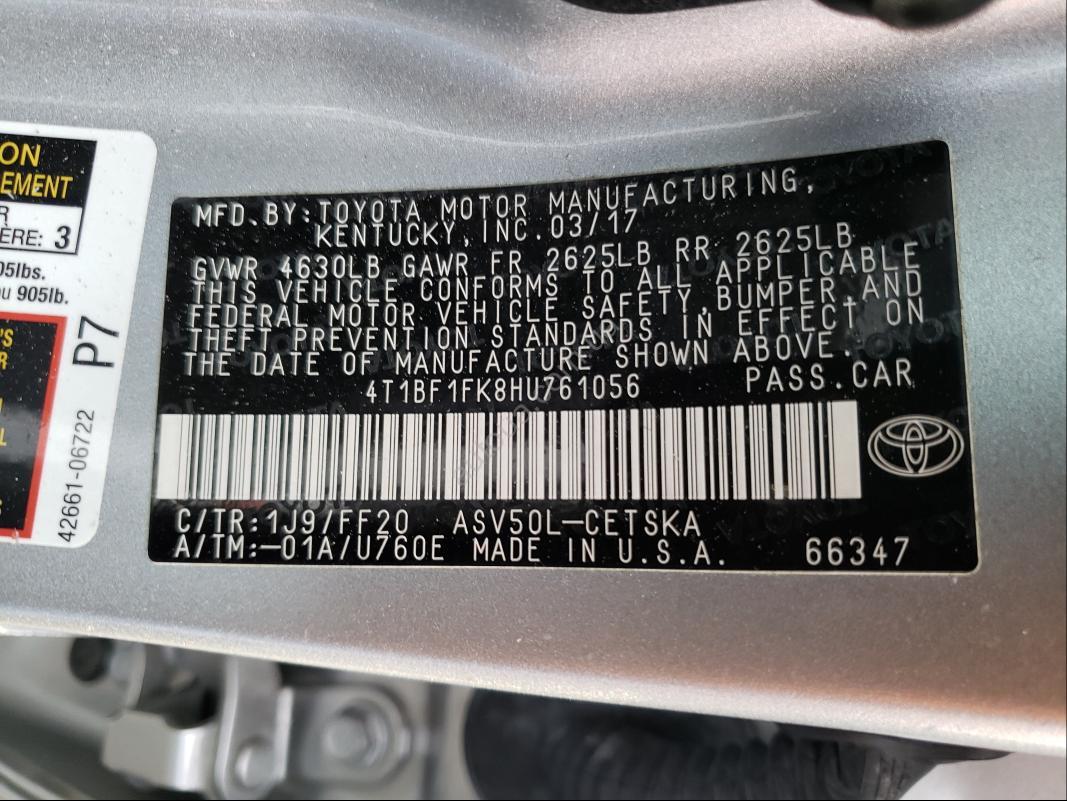 ON
EMENT
R
ERE: 3
05lbs.
905lb.
'S
R
L
S
P7
42661-06722
MFD.BY:TOYOTA MOTOR MANUFACTURING,
KENTUCKY,INC.03/17
GVWR 4630LB GAWR FR 2625LB RR 2625LB
THIS VEHICLE CONFORMS TO ALL APPLICABLE
FEDERAL MOTOR VEHICLE SAFETY,BUMPER,AND
THEFT PREVENTION STANDARDS IN EFFECT ON
THE DATE OF MANUFACTURE SHOWN ABOVE.
4T1BF1FK8HU761056 PASS.CAR
C/TR:1J9/FF20 ASV50L-CETSKA
A/TM:-01A/U760E MADE IN U.S.A. 66347